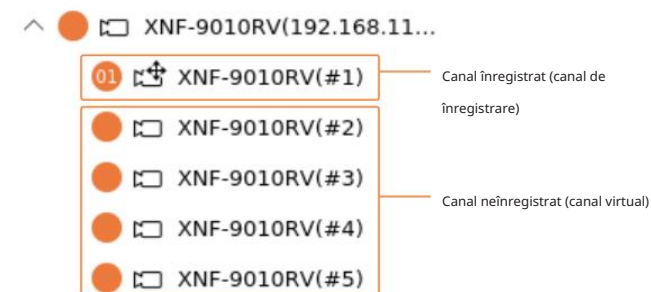 XNF-9010RV(192.168.11...
01 XNF-9010RV(#1)
Canal înregistrat (canal de
înregistrare)
XNF-9010RV(#2)
XNF-9010RV(#3)
Canal neînregistrat (canal virtual)
XNF-9010RV(#4)
XNF-9010RV(#5)